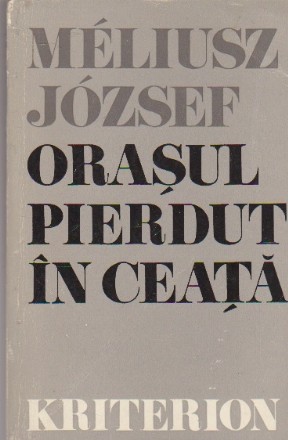 MÉLIUSZ
JÓZSEF
ORAȘUL
PIERDUT
ÎN CEAȚĂ
KRITERION